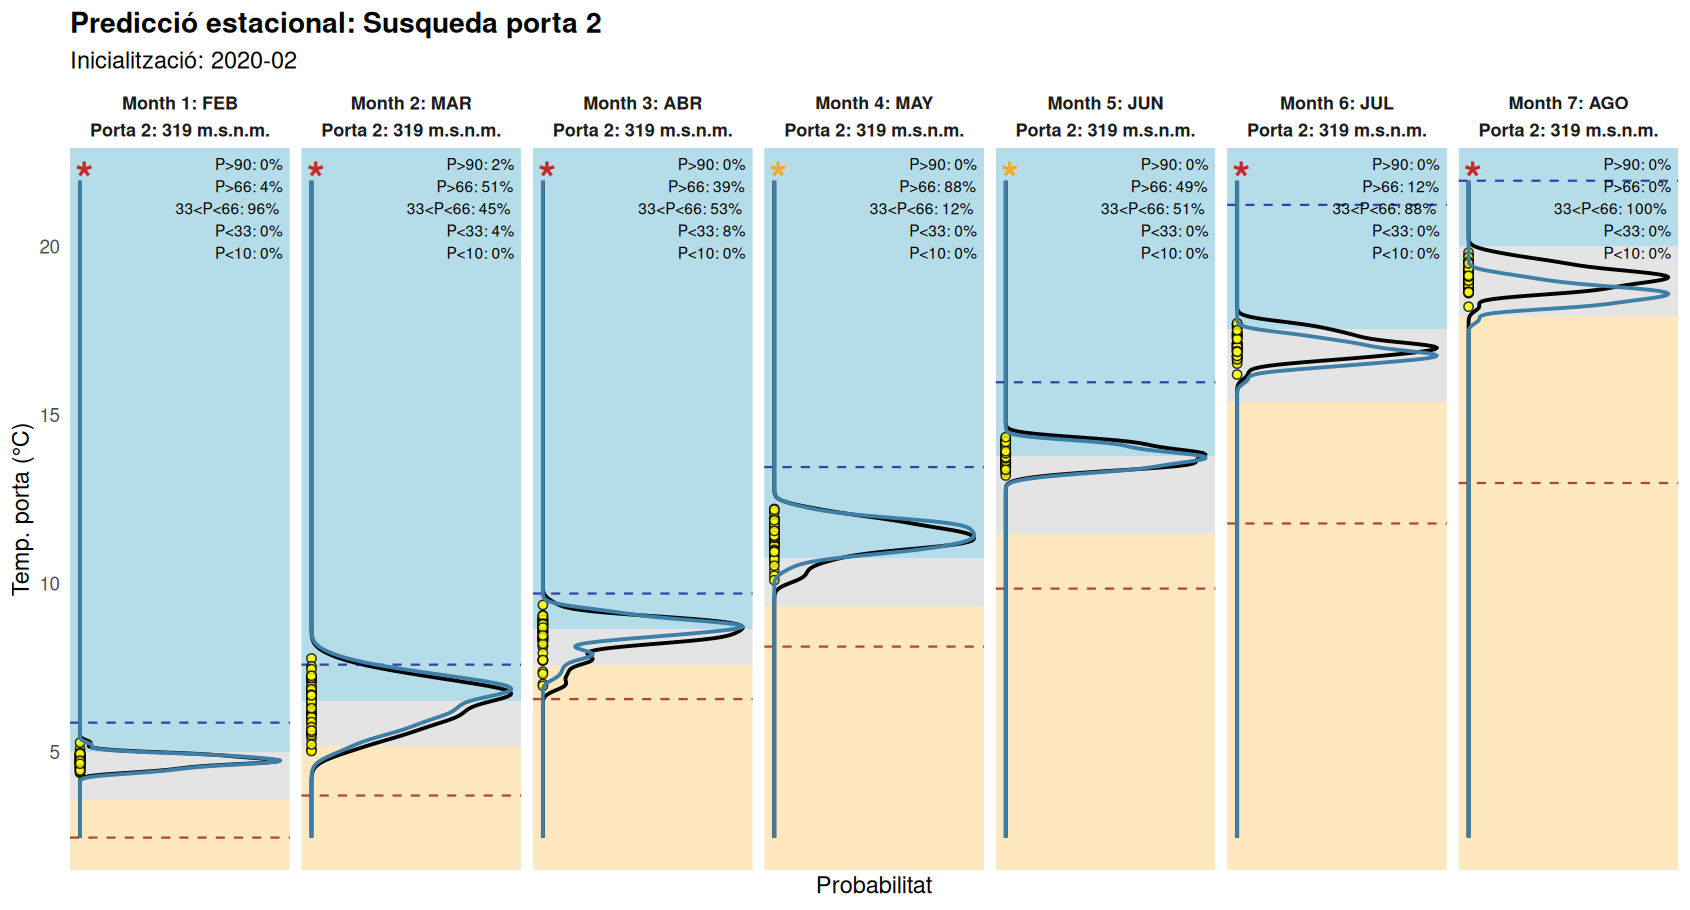 Predicció estacional: Susqueda porta 2
Inicialització: 2020-02
Month 1: FEB
Porta 2: 319 m.s.n.m.
Month 2: MAR
Porta 2: 319 m.s.n.m.
Month 3: ABR
Porta 2: 319 m.s.n.m.
Month 4: MAY
Porta 2: 319 m.s.n.m.
Month 5: JUN
Porta 2: 319 m.s.n.m.
Month 6: JUL
Porta 2: 319 m.s.n.m.
Month 7: AGO
Porta 2: 319 m.s.n.m.
Temp. porta (°C)
20
15
10
5
*
P>90: 0%
P>66: 4%
33<P<66: 96%
P<33: 0%
P<10: 0%
*
P>90: 2%
P>66: 51%
33<P<66: 45%
P<33: 4%
P<10: 0%
*
P>90: 0%
P>66: 39%
33<P<66: 53%
P<33: 8%
P<10: 0%
*
P>90: 0%
P>66: 88%
33<P<66: 12%
P<33: 0%
P<10: 0%
*
P>90: 0%
P>66: 49%
33<P<66: 51%
P<33: 0%
P<10: 0%
*
P>90: 0%
P>66: 12%
33<P<66: 88%
P<33: 0%
P<10: 0%
*
P>90: 0%
P>66: 0%
33<P<66: 100%
P<33: 0%
P<10: 0%
Probabilitat